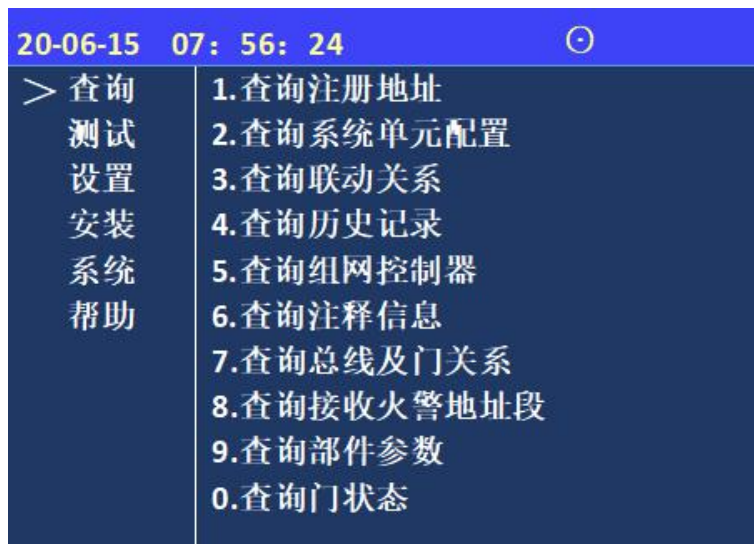 20-06-15 07: 56: 24
> 查询
测试
设置
安装
系统
帮助
1.查询注册地址
2.查询系统单元配置
3.查询联动关系
4.查询历史记录
5.查询组网控制器
6.查询注释信息
7.查询总线及门关系
8.查询接收火警地址段
9.查询部件参数
0.查询门状态